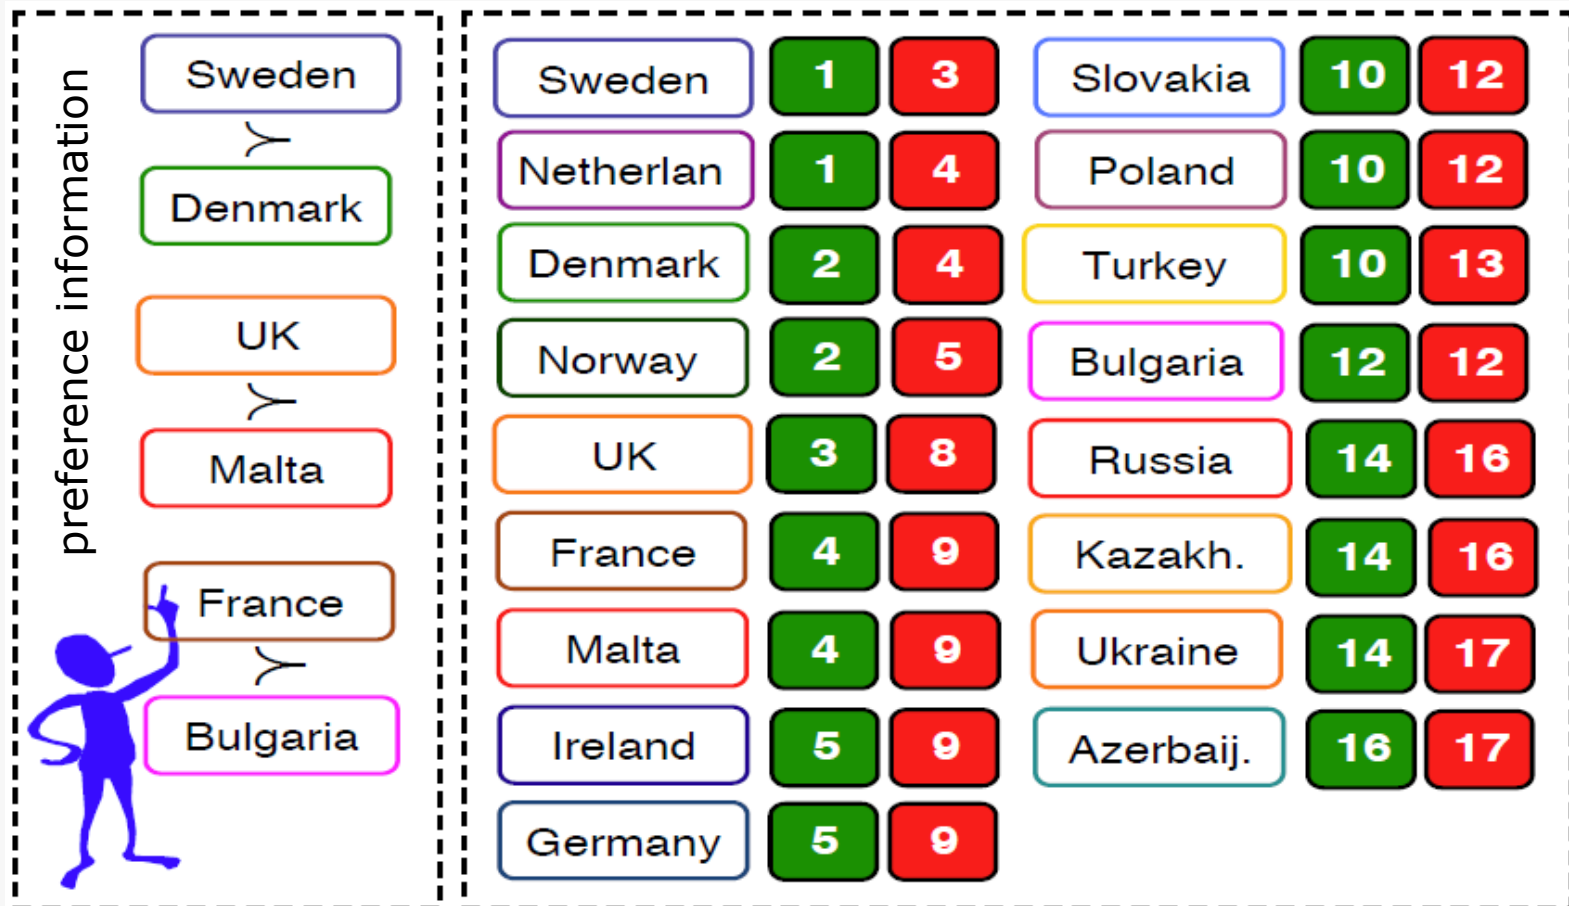 preference information
Sweden
≻
Denmark
UK
≻
Malta
France
≻
Bulgaria
Sweden 1 3
Netherlan 1 4
Denmark 2 4
Norway 2 5
UK 3 8
France 4 9
Malta 4 9
Ireland 5 9
Germany 5 9
Slovakia 10 12
Poland 10 12
Turkey 10 13
Bulgaria 12 12
Russia 14 16
Kazakh. 14 16
Ukraine 14 17
Azerbaij. 16 17